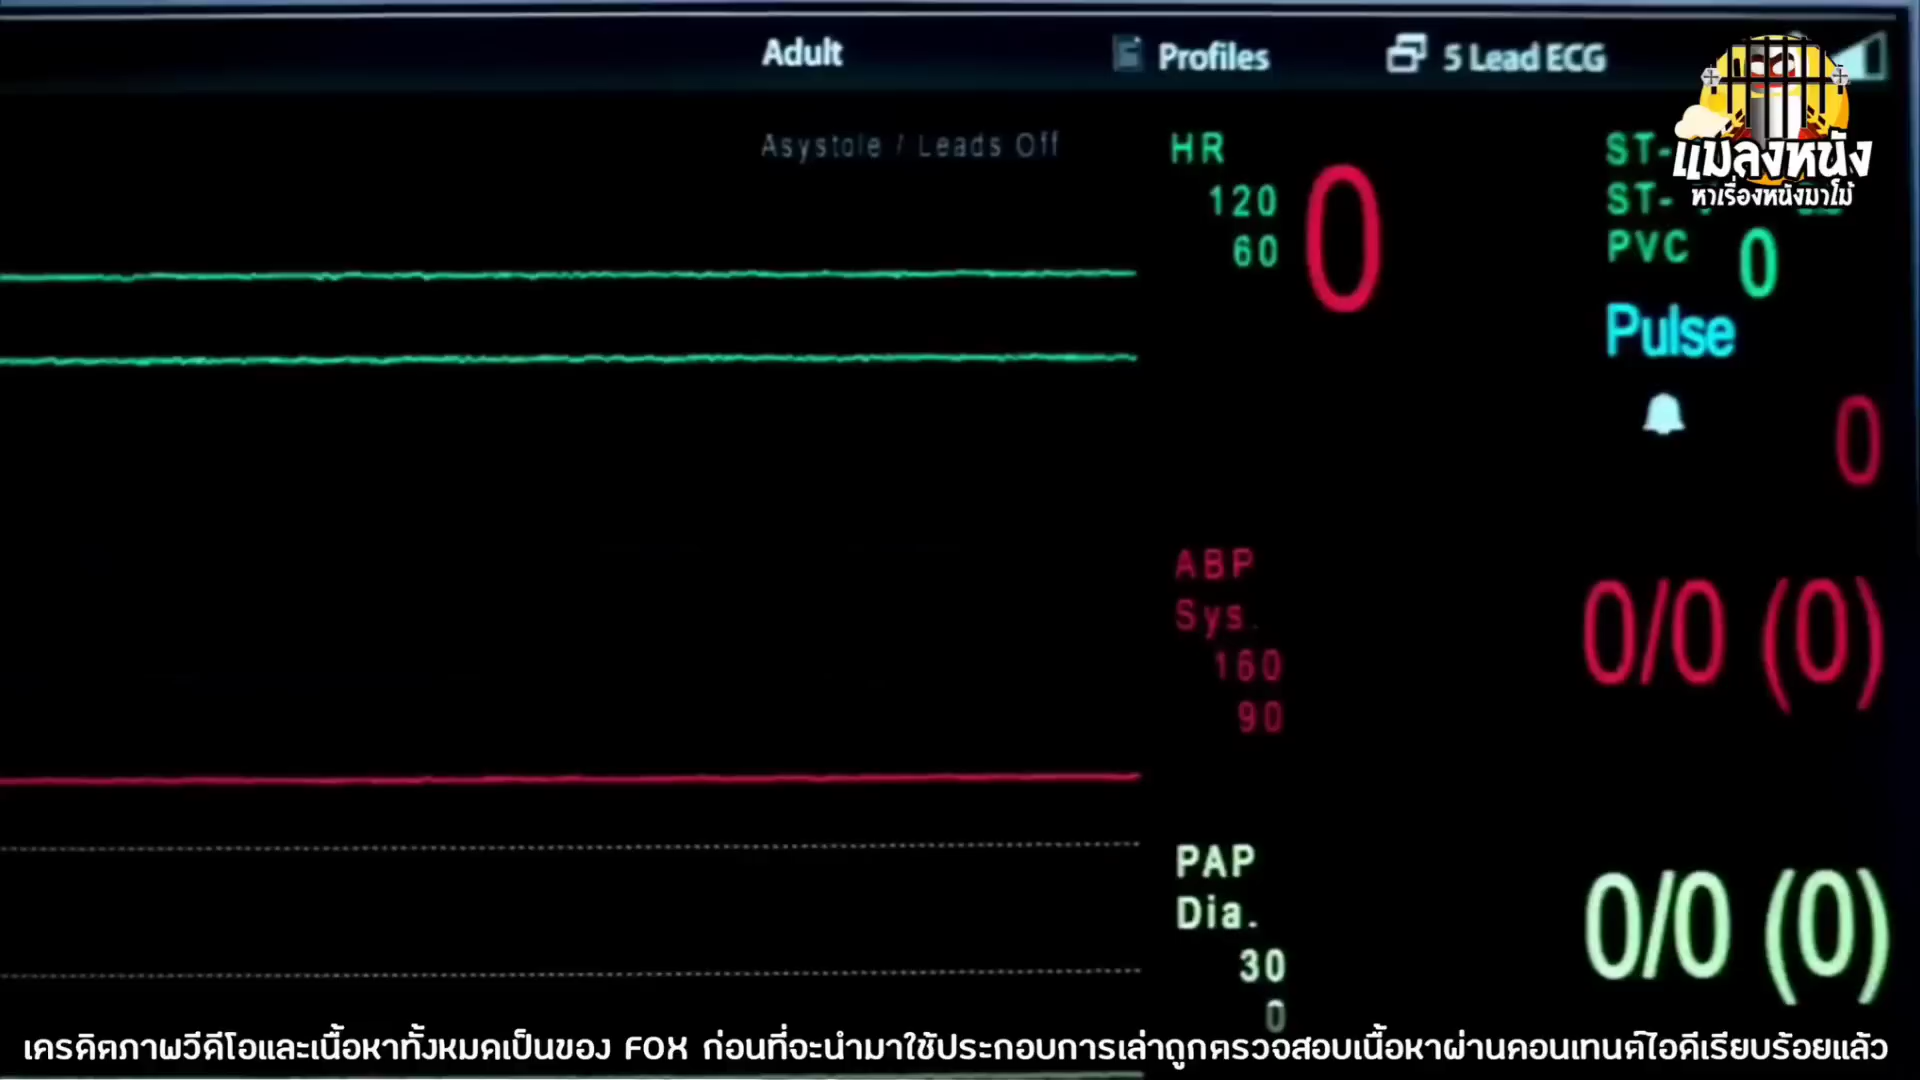 Adult
Profiles
5 Lead ECG
Asystole / Leads Off
HR
120
60
0
ST-
ST-
PVC
0
แมลงหนัง
หาเรื่องหนังมาโม้
Pulse
0
ABP
Sys.
160
90
0/0 (0)
PAP
Dia.
30
0
0/0 (0)
เครดิตภาพวีดีโอและเนื้อหาทั้งหมดเป็นของ FOX ก่อนที่จะนำมาใช้ประกอบการเล่าถูกตรวจสอบเนื้อหาผ่านคอนเทนต์ไอดีเรียบร้อยแล้ว